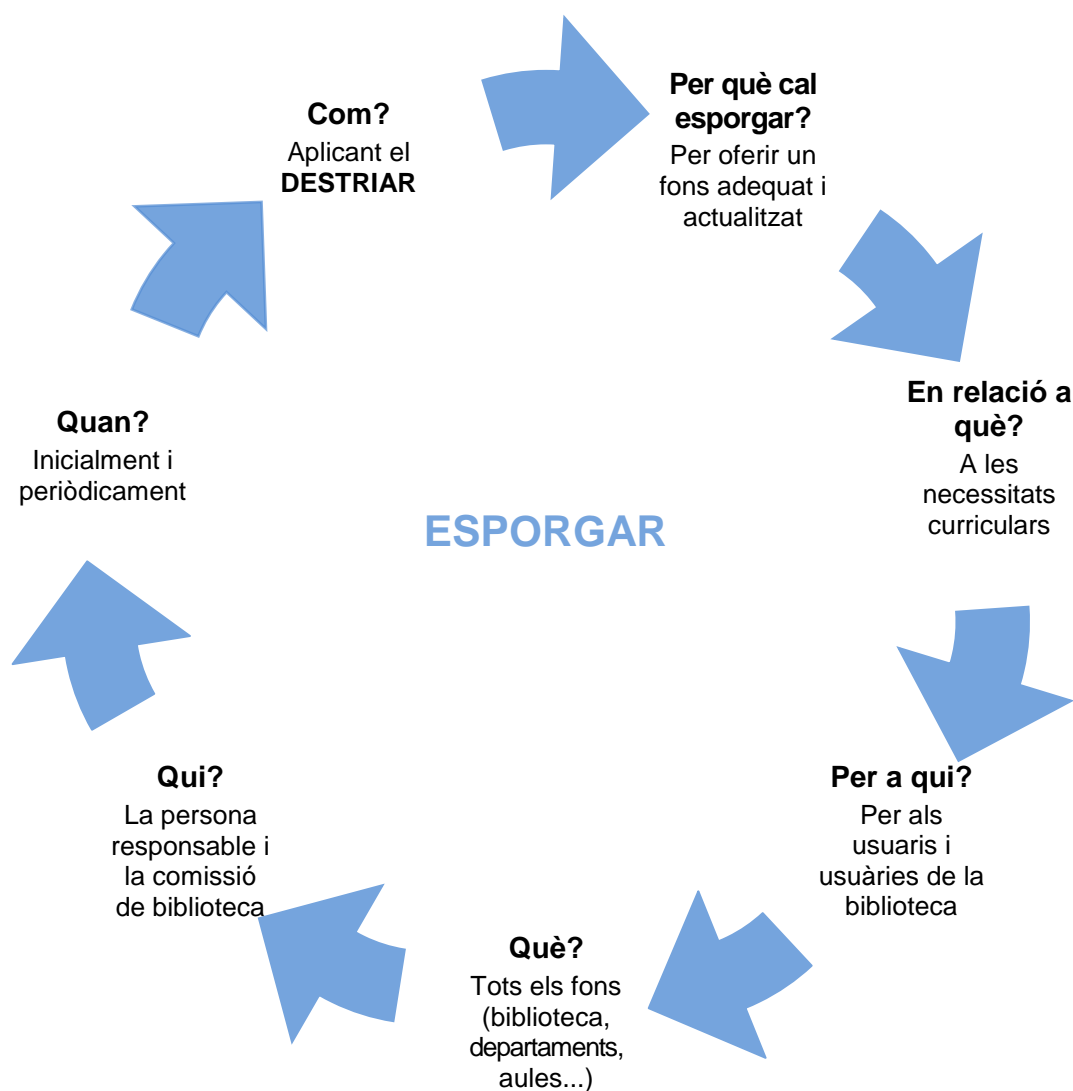 Per què cal
esporgar?
Per oferir un
fons adequat i
actualitzat
En relació a
què?
A les
necessitats
curriculars
Per a qui?
Per als
usuaris i
usuàries de la
biblioteca
Què?
Tots els fons
(biblioteca,
departaments,
aules...)
Qui?
La persona
responsable i
la comissió
de biblioteca
Quan?
Inicialment i
periòdicament
Com?
Aplicant el
DESTRIAR
ESPORGAR